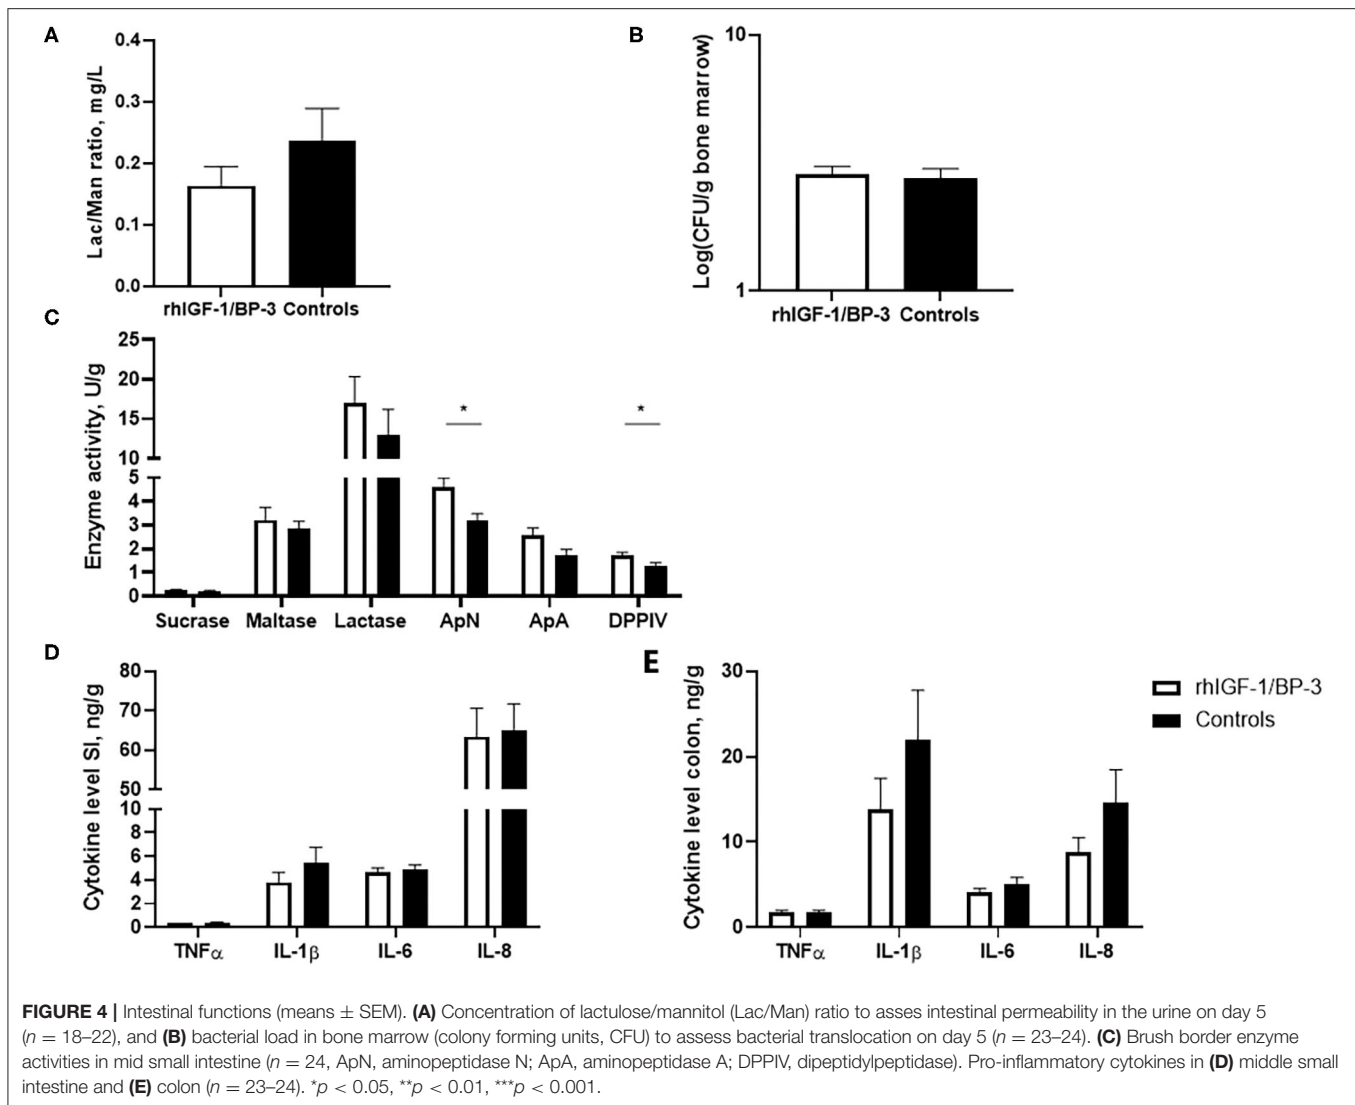 A
Lac/Man ratio, mg/L
0.4
0.3
0.2
0.1
0.0
rhIGF-1/BP-3 Controls
B
Log(CFU/g bone marrow)
10
1
rhIGF-1/BP-3 Controls
C
Enzyme activity, U/g
25
20
15
10
5
4
3
2
1
0
*
*
Sucrase Maltase Lactase ApN ApA DPPIV
D
Cytokine level SI, ng/g
80
70
60
50
10
8
6
4
2
0
TNFα IL-1β IL-6 IL-8
E
Cytokine level colon, ng/g
30
20
10
0
TNFα IL-1β IL-6 IL-8
rhIGF-1/BP-3
Controls
FIGURE 4 | Intestinal functions (means ± SEM). (A) Concentration of lactulose/mannitol (Lac/Man) ratio to asses intestinal permeability in the urine on day 5
(n = 18–22), and (B) bacterial load in bone marrow (colony forming units, CFU) to assess bacterial translocation on day 5 (n = 23–24). (C) Brush border enzyme
activities in mid small intestine (n = 24, ApN, aminopeptidase N; ApA, aminopeptidase A; DPPIV, dipeptidylpeptidase). Pro-inflammatory cytokines in (D) middle small
intestine and (E) colon (n = 23–24). *p < 0.05, **p < 0.01, ***p < 0.001.